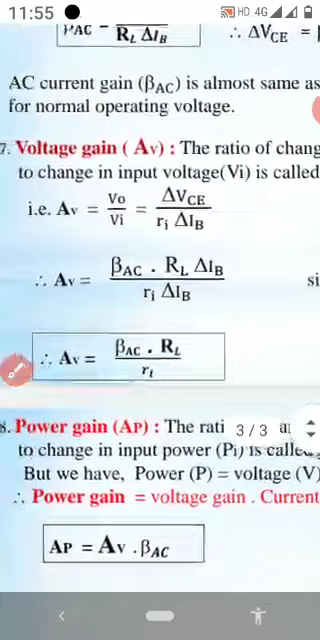 11:55 HD 4G
βAC = RL ΔIB ∴ ΔVCE =
AC current gain (βAC) is almost same as
for normal operating voltage.
7. Voltage gain ( Av) : The ratio of chang
to change in input voltage(Vi) is called
i.e. Av = Vo/Vi = ΔVCE / ri ΔIB
∴ Av = βAC . RL ΔIB / ri ΔIB si
∴ Av = βAC . RL / ri
8. Power gain (AP) : The rati 3 / 3
to change in input power (Pi) is called
But we have, Power (P) = voltage (V)
∴ Power gain = voltage gain . Current
AP = Av . βAC